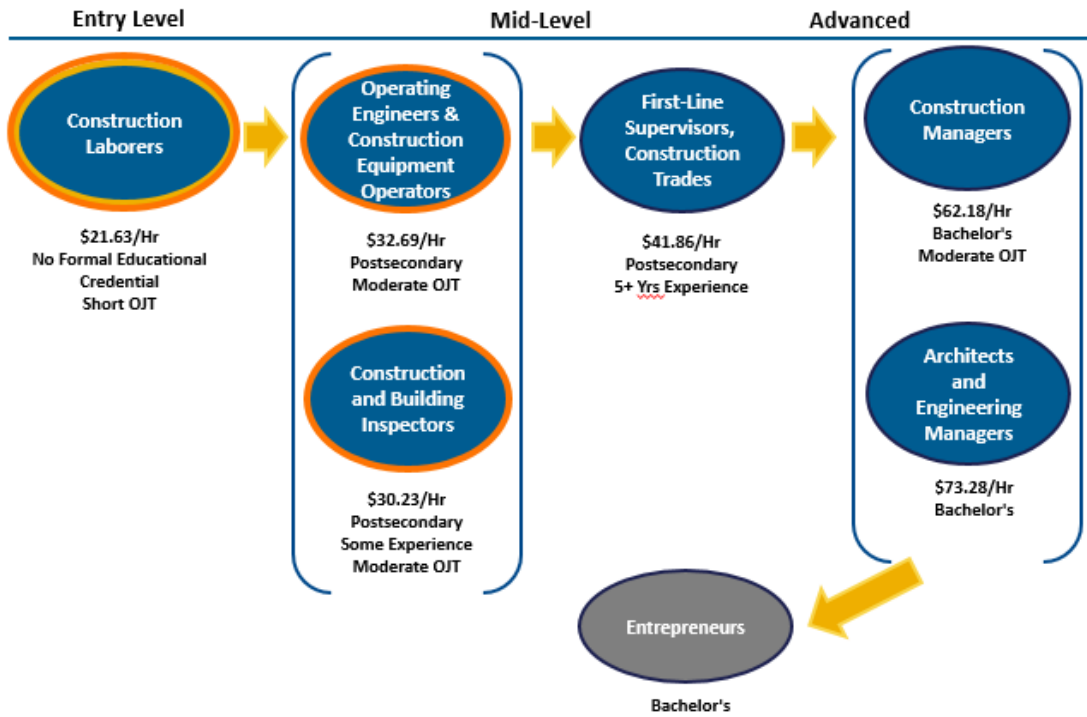 Entry Level
Mid-Level
Advanced
Construction
Laborers
$21.63/Hr
No Formal Educational
Credential
Short OJT
Operating
Engineers &
Construction
Equipment
Operators
$32.69/Hr
Postsecondary
Moderate OJT
Construction
and Building
Inspectors
$30.23/Hr
Postsecondary
Some Experience
Moderate OJT
First-Line
Supervisors,
Construction
Trades
$41.86/Hr
Postsecondary
5+ Yrs Experience
Construction
Managers
$62.18/Hr
Bachelor's
Moderate OJT
Architects
and
Engineering
Managers
$73.28/Hr
Bachelor's
Entrepreneurs
Bachelor's